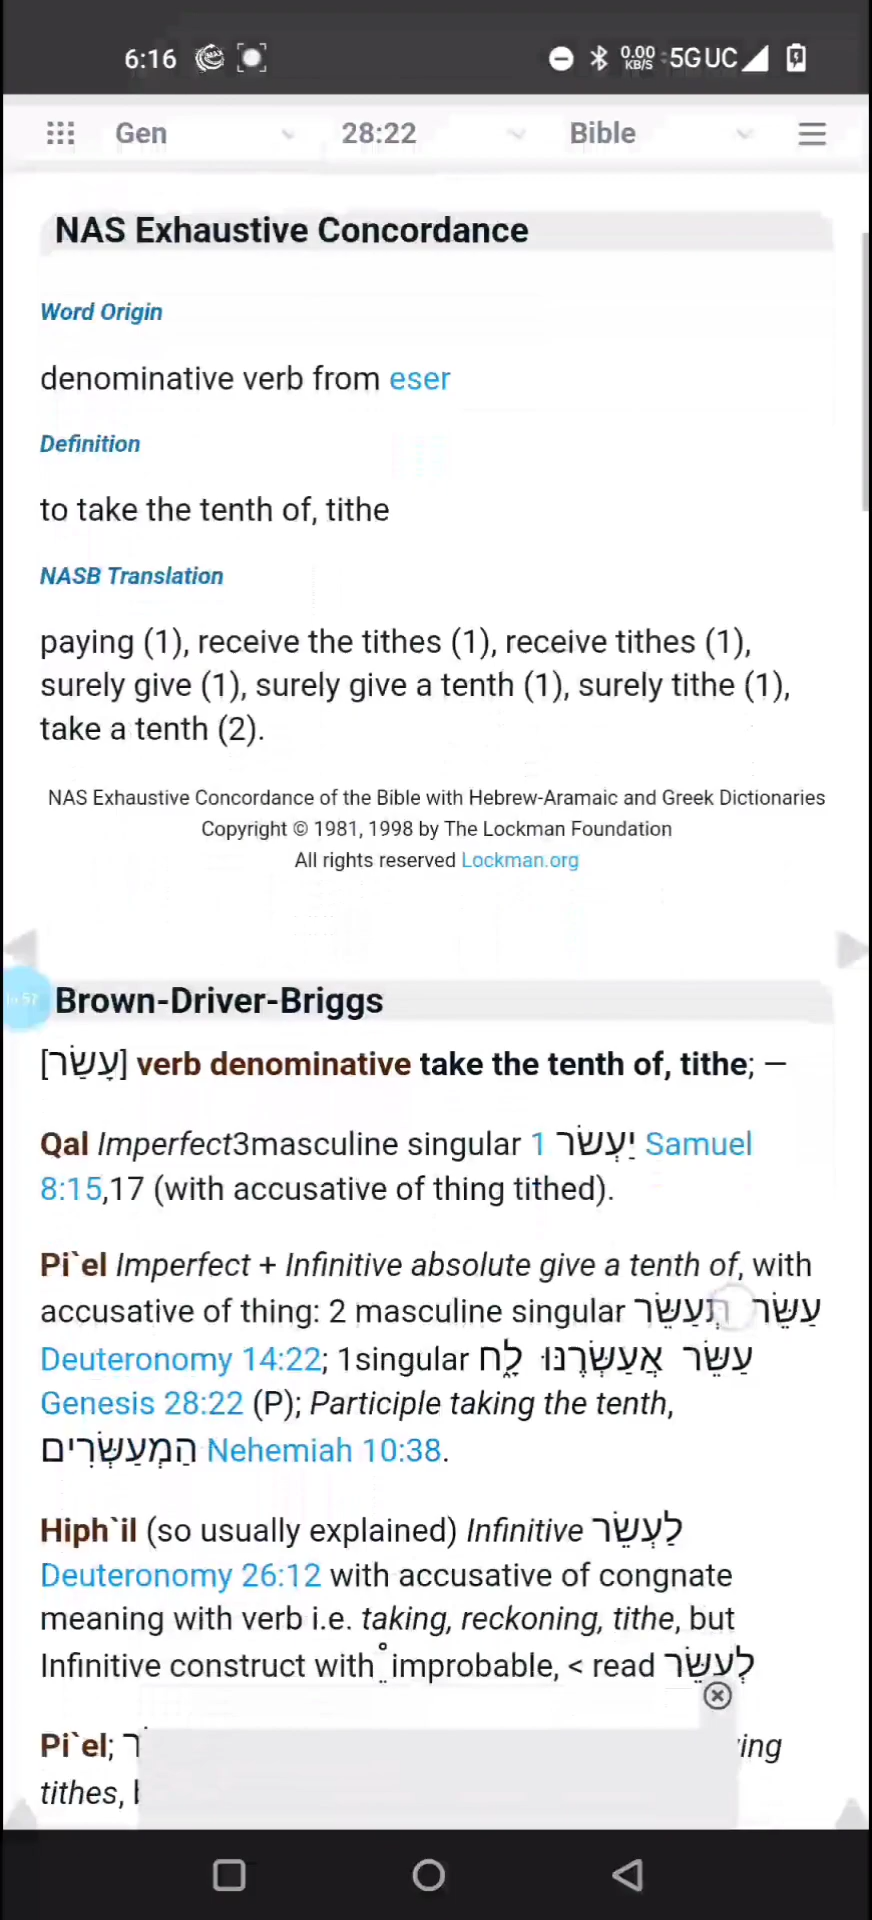 6:16
0.00 KB/S 5G UC
Gen 28:22 Bible
NAS Exhaustive Concordance
Word Origin
denominative verb from eser
Definition
to take the tenth of, tithe
NASB Translation
paying (1), receive the tithes (1), receive tithes (1),
surely give (1), surely give a tenth (1), surely tithe (1),
take a tenth (2).
NAS Exhaustive Concordance of the Bible with Hebrew-Aramaic and Greek Dictionaries
Copyright © 1981, 1998 by The Lockman Foundation
All rights reserved Lockman.org
Brown-Driver-Briggs
[עָשַׂר] verb denominative take the tenth of, tithe; —
Qal Imperfect3masculine singular 1 יַעְשֹׂר Samuel
8:15,17 (with accusative of thing tithed).
Pi`el Imperfect + Infinitive absolute give a tenth of, with
accusative of thing: 2 masculine singular עַשֵּׂר תְּעַשֵּׂר
Deuteronomy 14:22; 1singular עַשֵּׂר אֲעַשְּׂרֶנּוּ לָ֑ח
Genesis 28:22 (P); Participle taking the tenth,
הַמְעַשְּׂרִים Nehemiah 10:38.
Hiph`il (so usually explained) Infinitive לַעְשֵׂר
Deuteronomy 26:12 with accusative of congnate
meaning with verb i.e. taking, reckoning, tithe, but
Infinitive construct with improbable, < read לְעַשֵּׂר
Pi`el; ר ing
tithes,